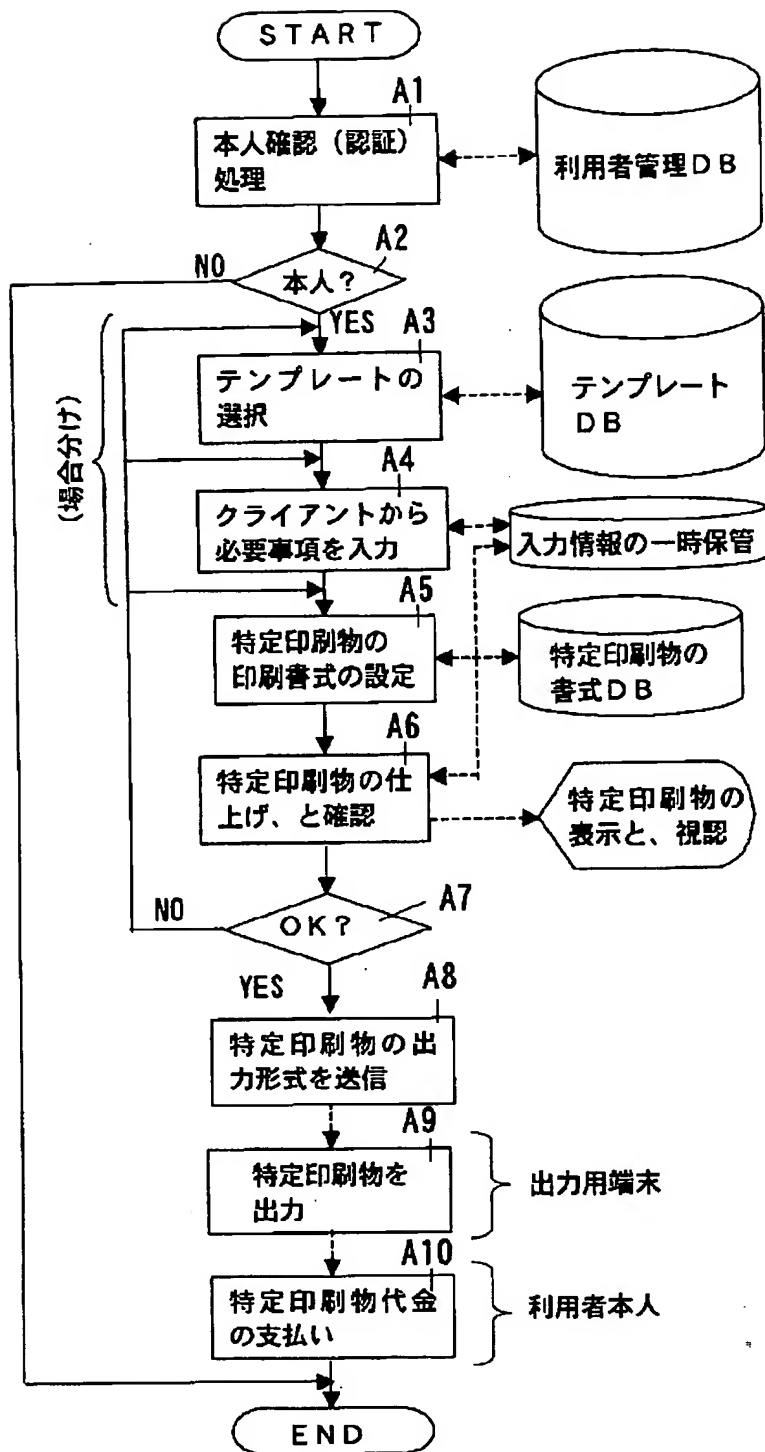 START
A1
本人確認（認証）
処理
利用者管理DB
A2
NO
本人？
YES
A3
テンプレートの
選択
テンプレート
DB
(場合分け)
A4
クライアントから
必要事項を入力
入力情報の一時保管
A5
特定印刷物の
印刷書式の設定
特定印刷物の
書式DB
A6
特定印刷物の仕
上げ、と確認
特定印刷物の
表示と、視認
A7
NO
OK？
YES
A8
特定印刷物の出
力形式を送信
A9
特定印刷物を
出力
出力用端末
A10
特定印刷物代金
の支払い
利用者本人
END